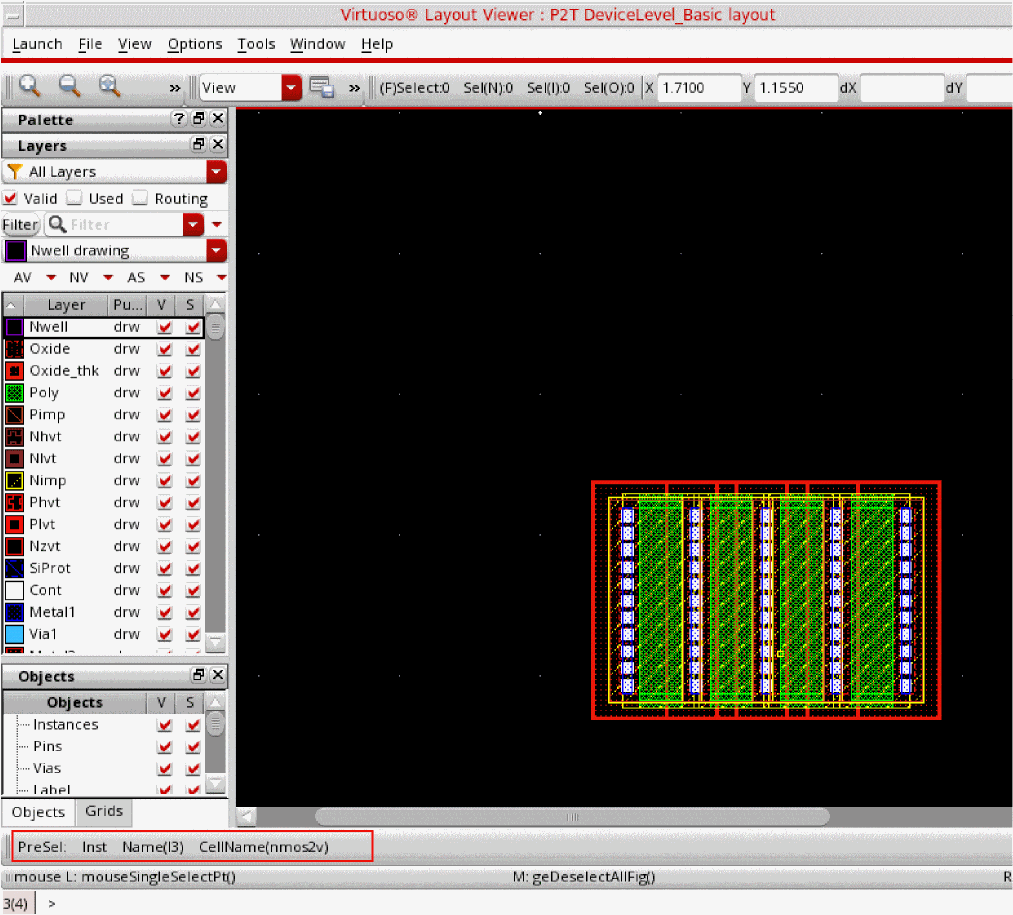 Virtuoso® Layout Viewer : P2T DeviceLevel_Basic layout
Launch File View Options Tools Window Help
» View » (F)Select:0 Sel(N):0 Sel(I):0 Sel(O):0 X 1.7100 Y 1.1550 dX dY
Palette ?
Layers
All Layers
Valid Used Routing
Filter Filter
Nwell drawing
AV NV AS NS
Layer Pu... V S
Nwell drw
Oxide drw
Oxide_thk drw
Poly drw
Pimp drw
Nhvt drw
Nlvt drw
Nimp drw
Phvt drw
Plvt drw
Nzvt drw
SiProt drw
Cont drw
Metal1 drw
Via1 drw
Objects
Objects V S
Instances
Pins
Vias
Label
Objects Grids
PreSel: Inst Name(I3) CellName(nmos2v)
mouse L: mouseSingleSelectPt() M: geDeselectAllFig() R
3(4) >